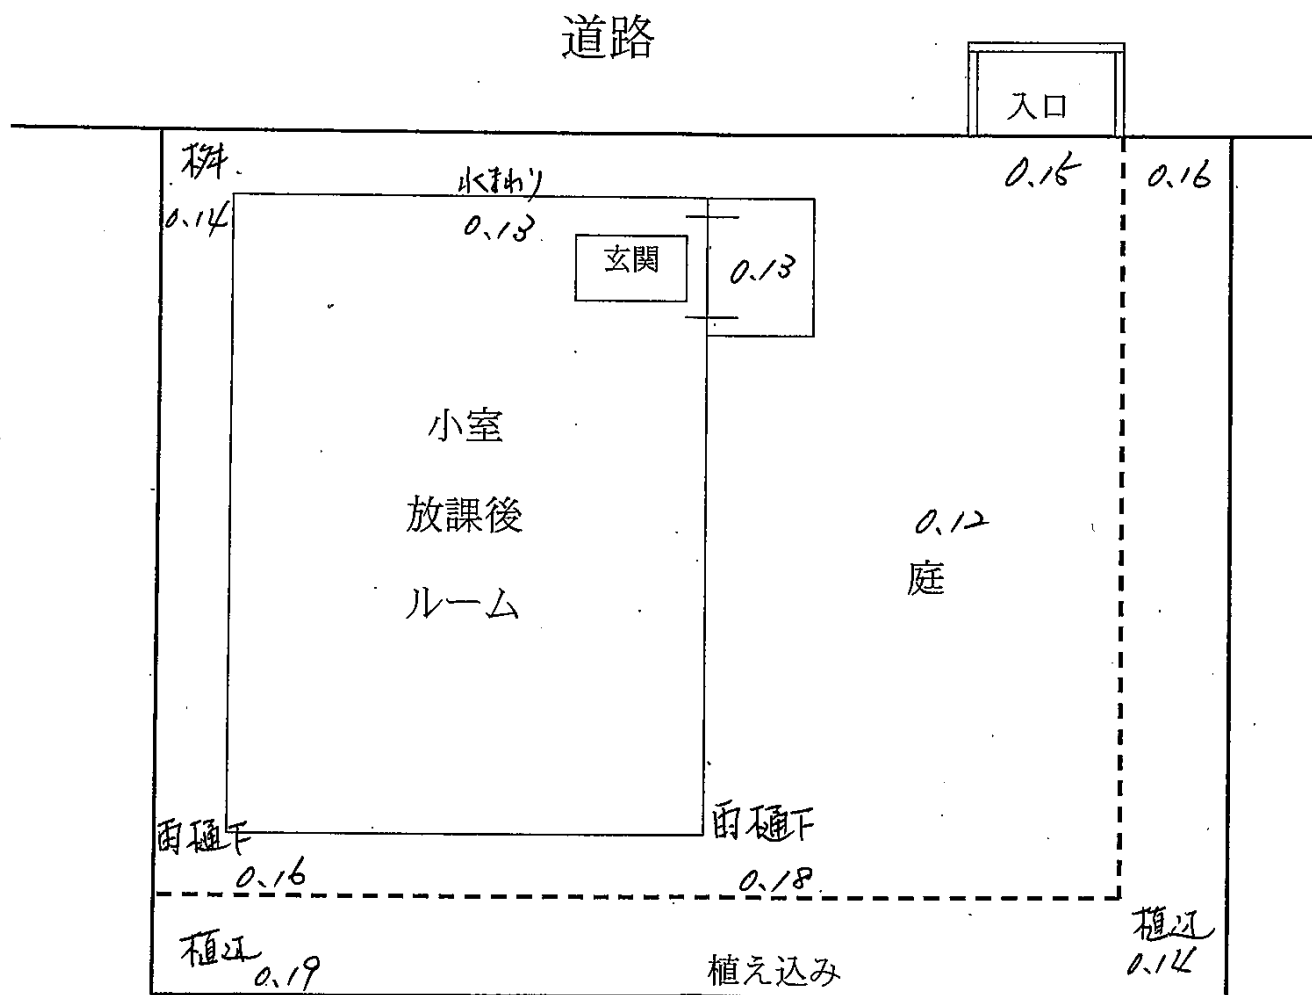 道路
入口
桝
0.14
水まわり
0.13
玄関
0.13
0.15
0.16
小室
放課後
ルーム
0.12
庭
雨樋下
0.16
雨樋下
0.18
植込
0.19
植え込み
植込
0.14